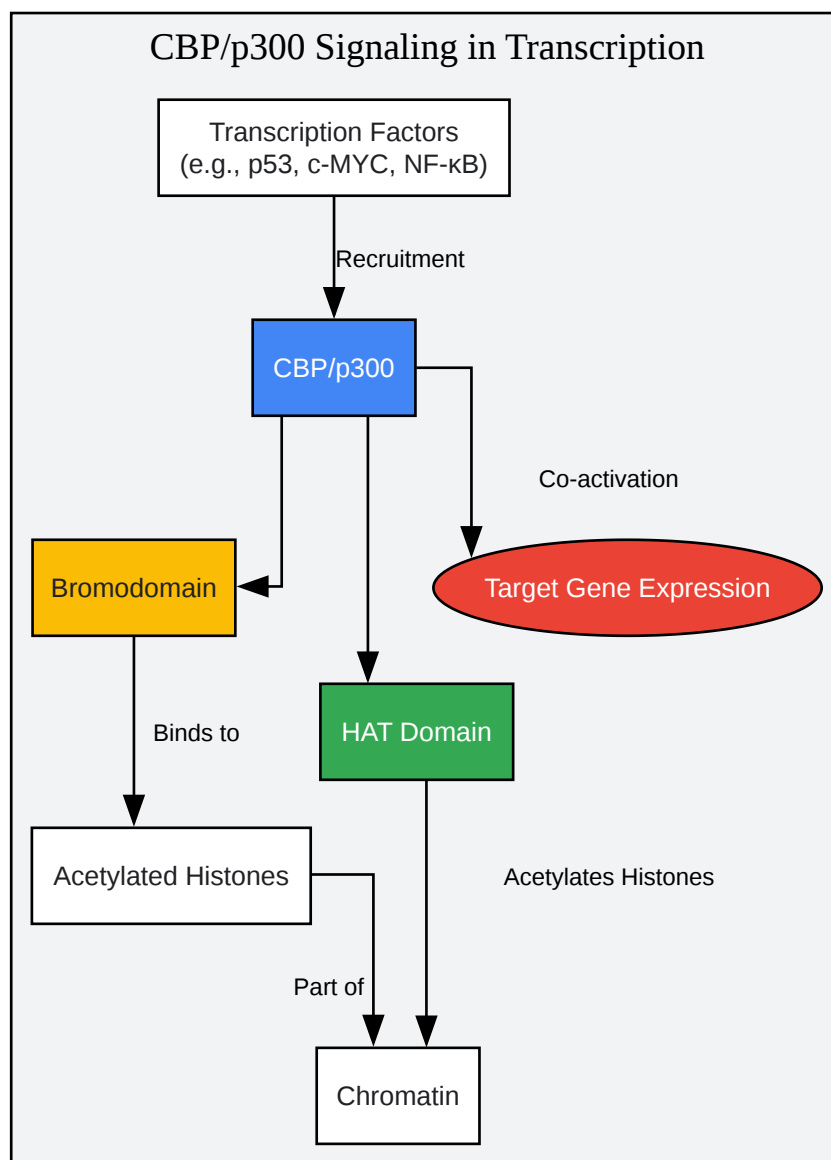 CBP/p300 Signaling in Transcription
Transcription Factors
(e.g., p53, c-MYC, NF-κB)
Recruitment
CBP/p300
Co-activation
Bromodomain
Target Gene Expression
HAT Domain
Binds to
Acetylated Histones
Acetylates Histones
Part of
Chromatin